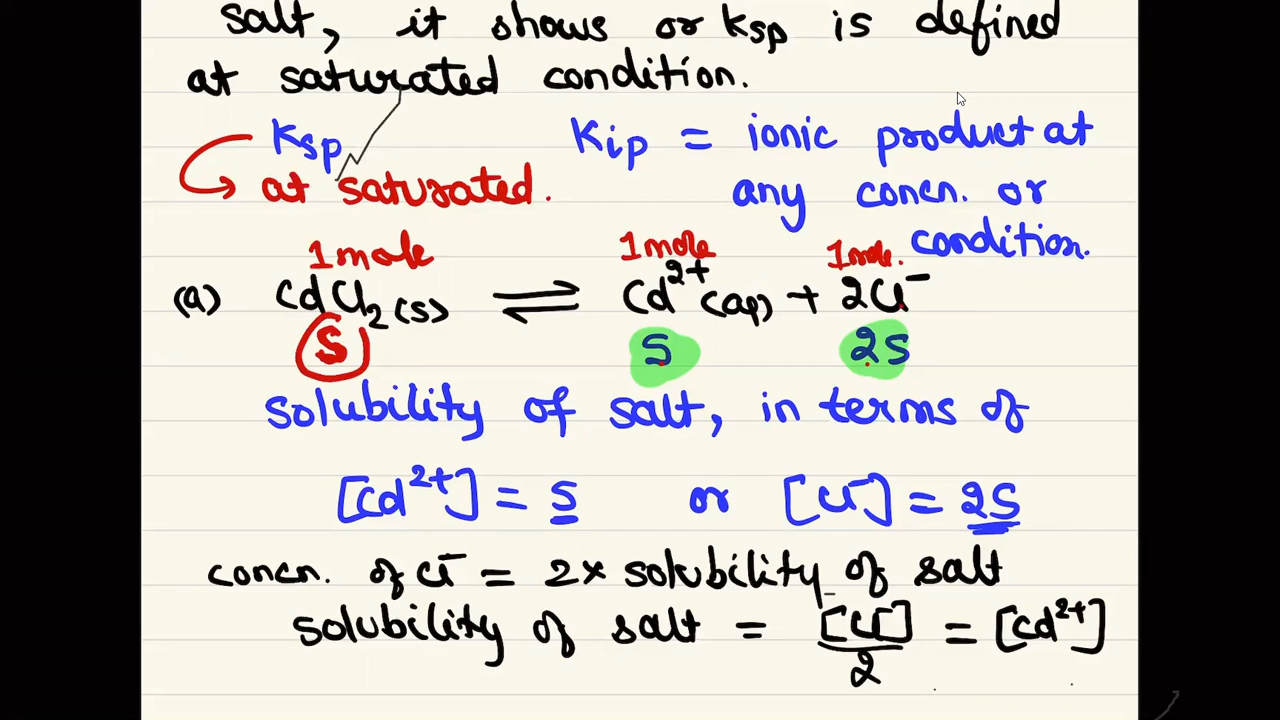 salt, it shows or Ksp is defined
at saturated condition.
Ksp
at saturated.
Kip = ionic product at
any concn. or
condition.
1 mole 1 mole 1 mole.
(a) CdCl₂(s) ⇌ Cd²⁺(aq) + 2Cl⁻
S S 2S
solubility of salt, in terms of
[Cd²⁺] = S or [Cl⁻] = 2S
concn. of Cl⁻ = 2× solubility of salt
solubility of salt = [Cl⁻]/2 = [Cd²⁺]